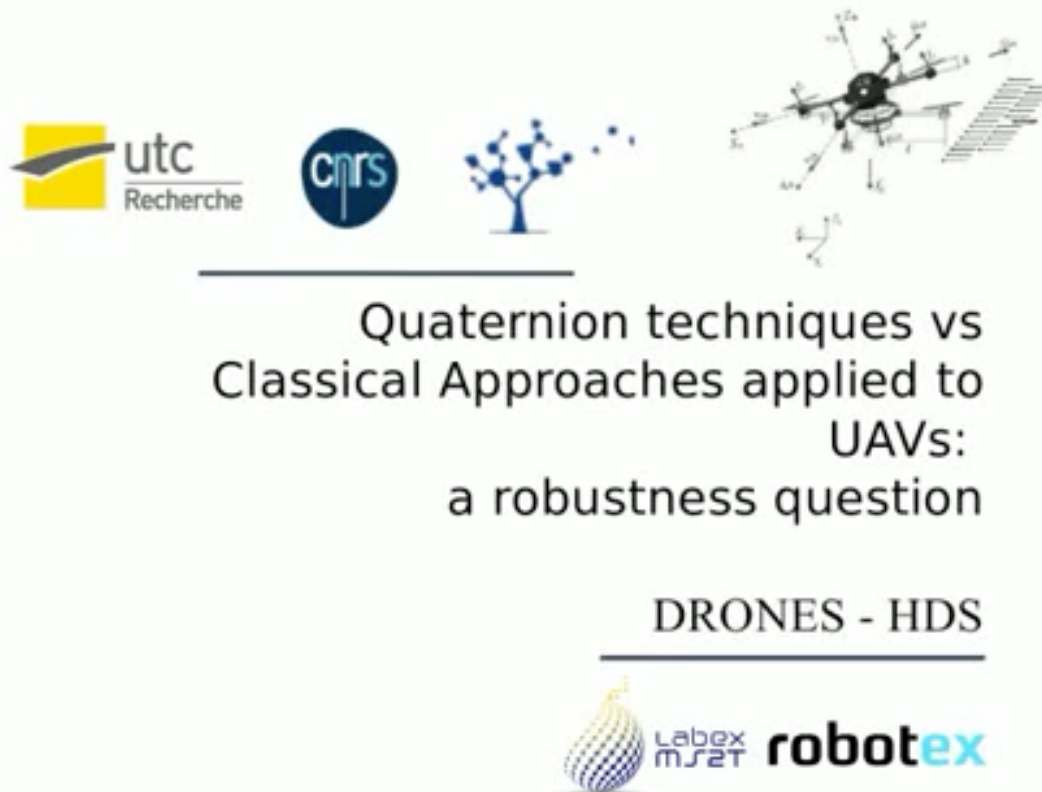 utc
Recherche
cnrs
Quaternion techniques vs
Classical Approaches applied to
UAVs:
a robustness question
DRONES - HDS
Labex
MS2T
robotex